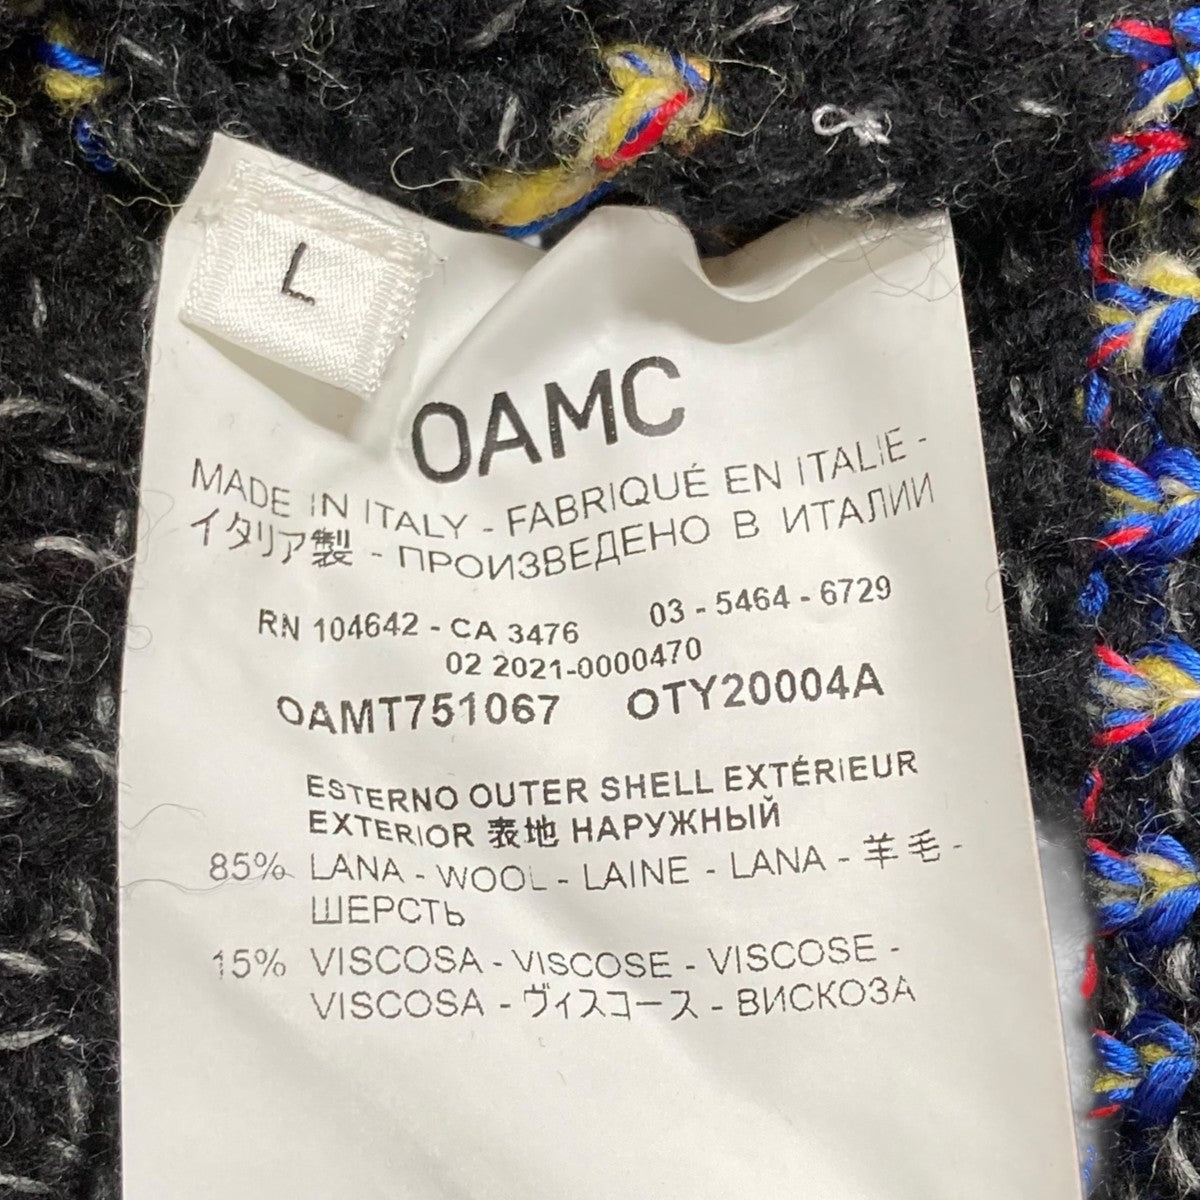 L
OAMC
MADE IN ITALY - FABRIQUÉ EN ITALIE -
イタリア製 - ПРОИЗВЕДЕНО В ИТАЛИИ
RN 104642 - CA 3476 03 - 5464 - 6729
02 2021-0000470
OAMT751067 OTY20004A
ESTERNO OUTER SHELL EXTÉRIEUR
EXTERIOR 表地 НАРУЖНЫЙ
85% LANA - WOOL - LAINE - LANA - 羊毛 -
ШЕРСТЬ
15% VISCOSA - VISCOSE - VISCOSE -
VISCOSA - ヴィスコース - ВИСКОЗА